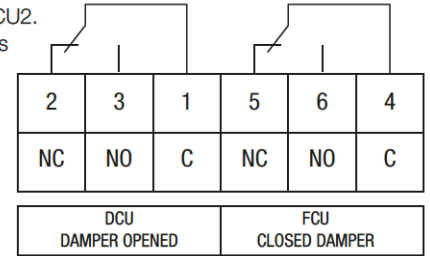 CU2.
s
2 3 1 5 6 4
NC NO C NC NO C
DCU FCU
DAMPER OPENED CLOSED DAMPER